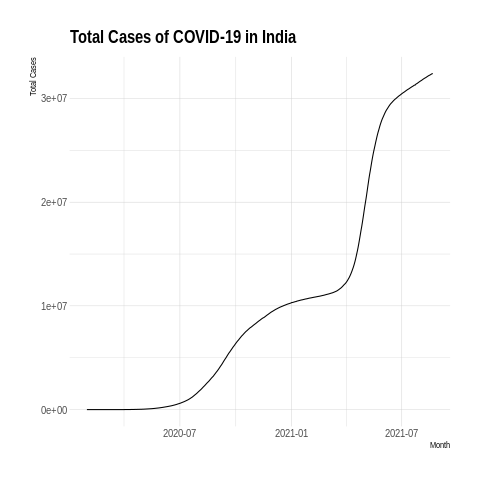 Total Cases of COVID-19 in India
Total Cases
3e+07
2e+07
1e+07
0e+00
2020-07
2021-01
2021-07
Month